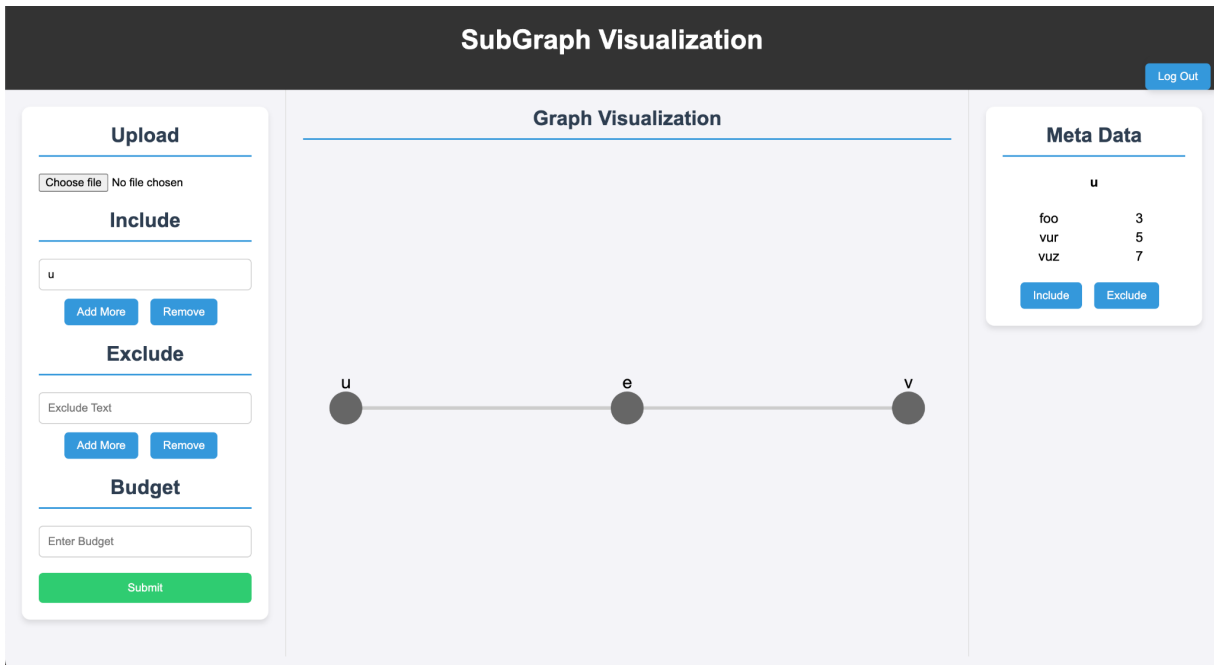 SubGraph Visualization
Log Out
Upload
Choose file No file chosen
Include
u
Add More Remove
Exclude
Exclude Text
Add More Remove
Budget
Enter Budget
Submit
Graph Visualization
u e v
Meta Data
u
foo 3
vur 5
vuz 7
Include Exclude